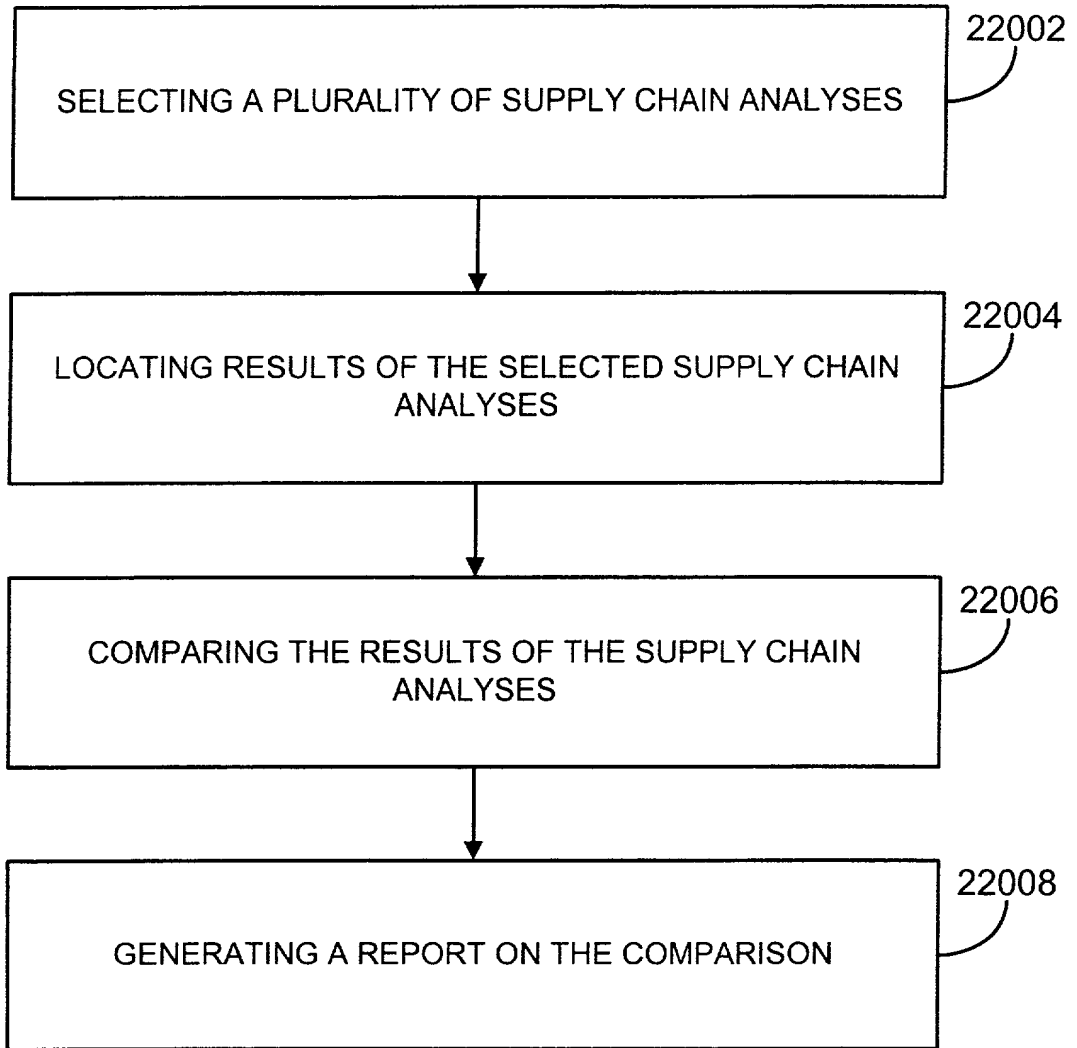 22002
SELECTING A PLURALITY OF SUPPLY CHAIN ANALYSES
22004
LOCATING RESULTS OF THE SELECTED SUPPLY CHAIN
ANALYSES
22006
COMPARING THE RESULTS OF THE SUPPLY CHAIN
ANALYSES
22008
GENERATING A REPORT ON THE COMPARISON